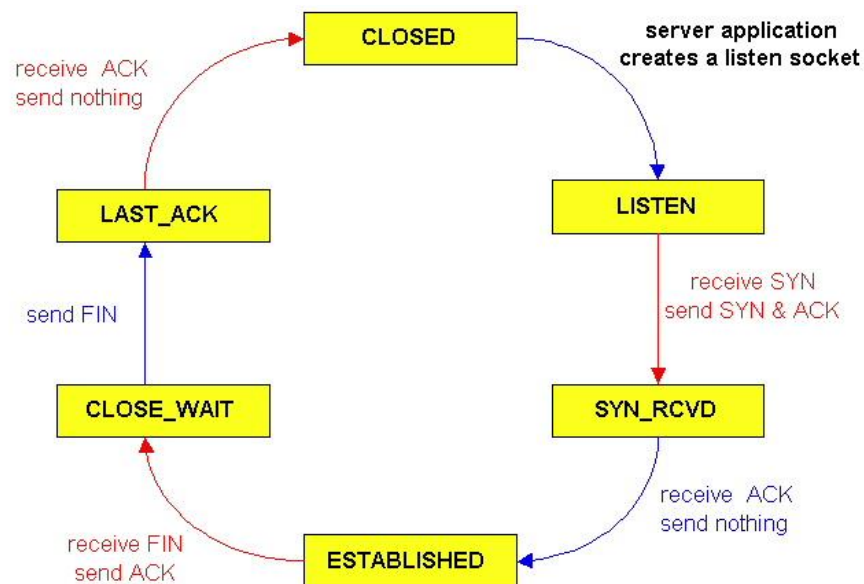 CLOSED
server application
creates a listen socket
receive ACK
send nothing
LAST_ACK
LISTEN
receive SYN
send SYN & ACK
send FIN
CLOSE_WAIT
SYN_RCVD
receive ACK
send nothing
receive FIN
send ACK
ESTABLISHED